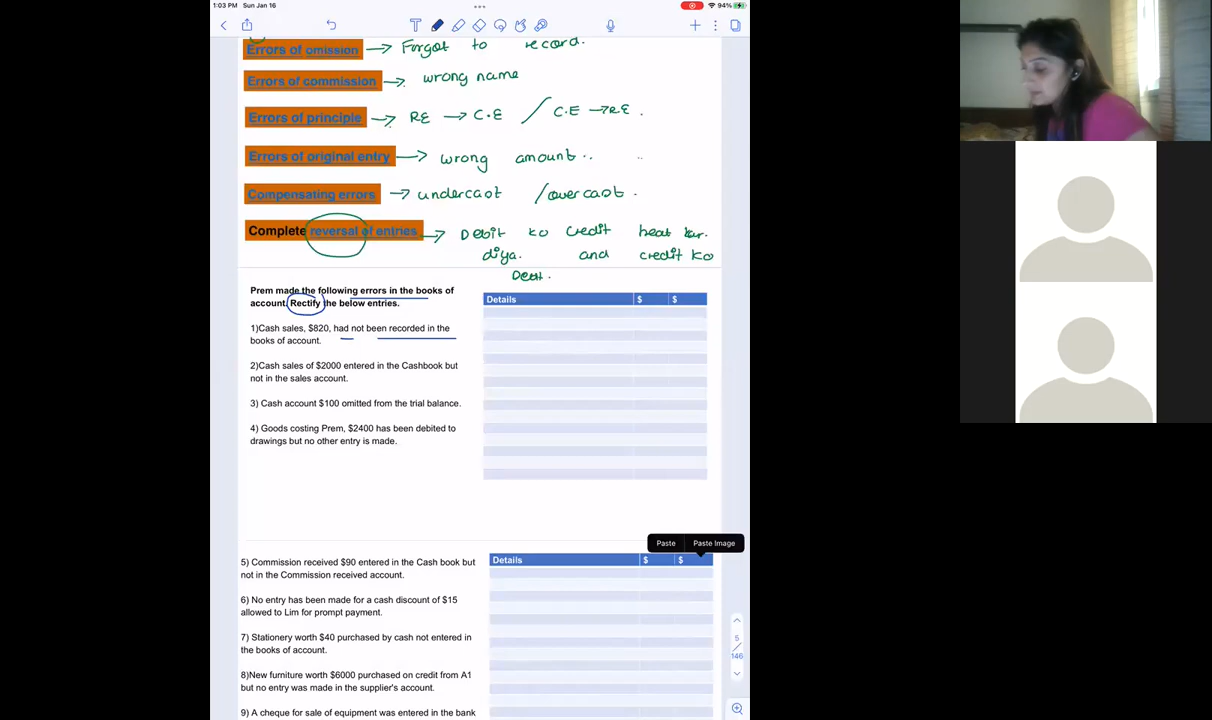 1:03 PM Sun Jan 16
94%
Errors of omission → Forgot to record.
Errors of commission → wrong name
Errors of principle → RE → C.E / C.E → RE .
Errors of original entry → wrong amount ..
Compensating errors → undercast / overcast .
Complete reversal of entries → Debit ko credit
diya. and credit ko
Debit.
Prem made the following errors in the books of
account. Rectify the below entries.
Details $ $
1)Cash sales, $820, had not been recorded in the
books of account.
2)Cash sales of $2000 entered in the Cashbook but
not in the sales account.
3) Cash account $100 omitted from the trial balance.
4) Goods costing Prem, $2400 has been debited to
drawings but no other entry is made.
Paste Paste Image
Details $ $
5) Commission received $90 entered in the Cash book but
not in the Commission received account.
6) No entry has been made for a cash discount of $15
allowed to Lim for prompt payment.
7) Stationery worth $40 purchased by cash not entered in
the books of account.
8)New furniture worth $6000 purchased on credit from A1
but no entry was made in the supplier's account.
9) A cheque for sale of equipment was entered in the bank
5
146